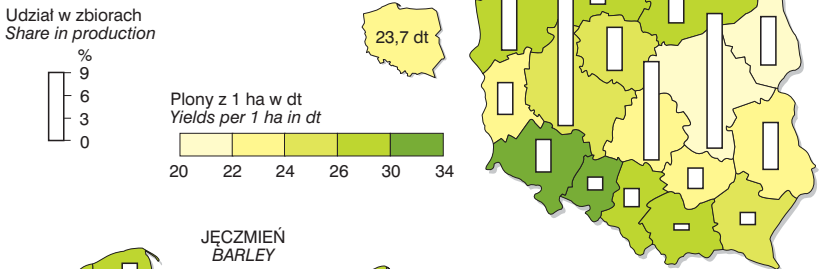 Udział w zbiorach
Share in production
%
9
6
3
0
23,7 dt
Plony z 1 ha w dt
Yields per 1 ha in dt
20 22 24 26 30 34
JĘCZMIEŃ
BARLEY